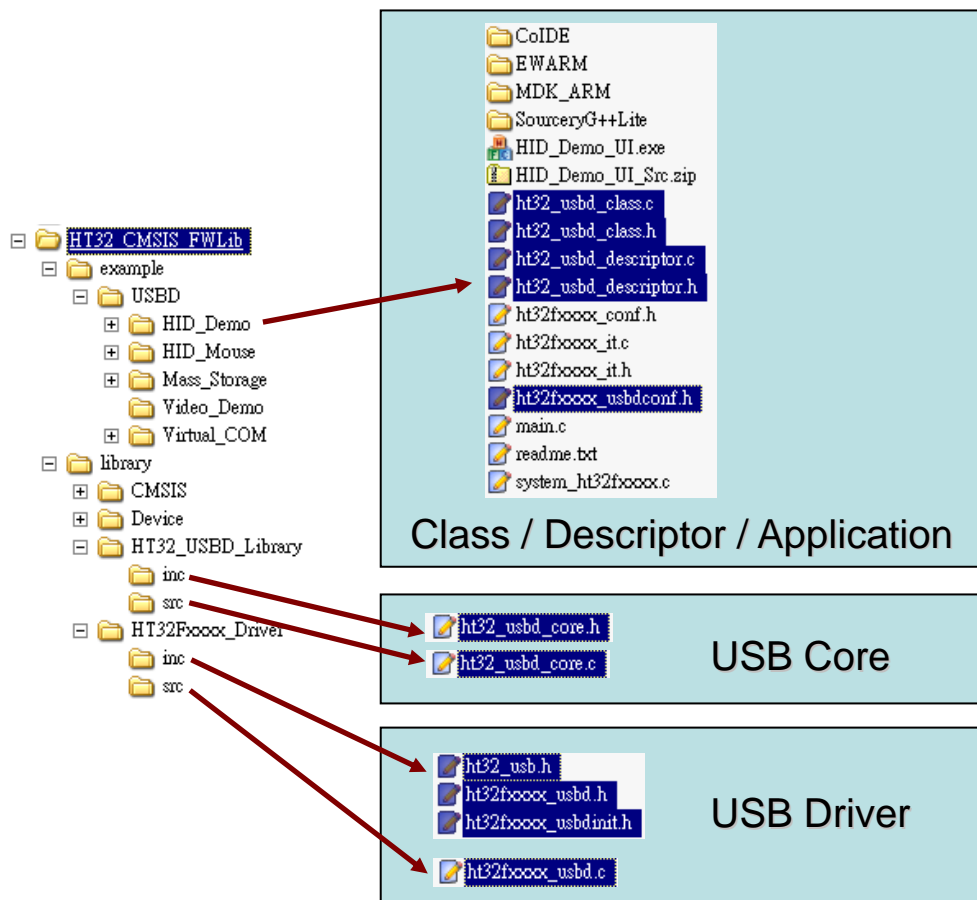 HT32_CMSIS_FWLib
example
USBD
HID_Demo
HID_Mouse
Mass_Storage
Video_Demo
Virtual_COM
library
CMSIS
Device
HT32_USBD_Library
inc
src
HT32Fxxxx_Driver
inc
src
CoIDE
EWARM
MDK_ARM
SourceryG++Lite
HID_Demo_UI.exe
HID_Demo_UI_Src.zip
ht32_usbd_class.c
ht32_usbd_class.h
ht32_usbd_descriptor.c
ht32_usbd_descriptor.h
ht32fxxxx_conf.h
ht32fxxxx_it.c
ht32fxxxx_it.h
ht32fxxxx_usbdconf.h
main.c
readme.txt
system_ht32fxxxx.c
Class / Descriptor / Application
ht32_usbd_core.h
ht32_usbd_core.c
USB Core
ht32_usb.h
ht32fxxxx_usbd.h
ht32fxxxx_usbdinit.h
ht32fxxxx_usbd.c
USB Driver